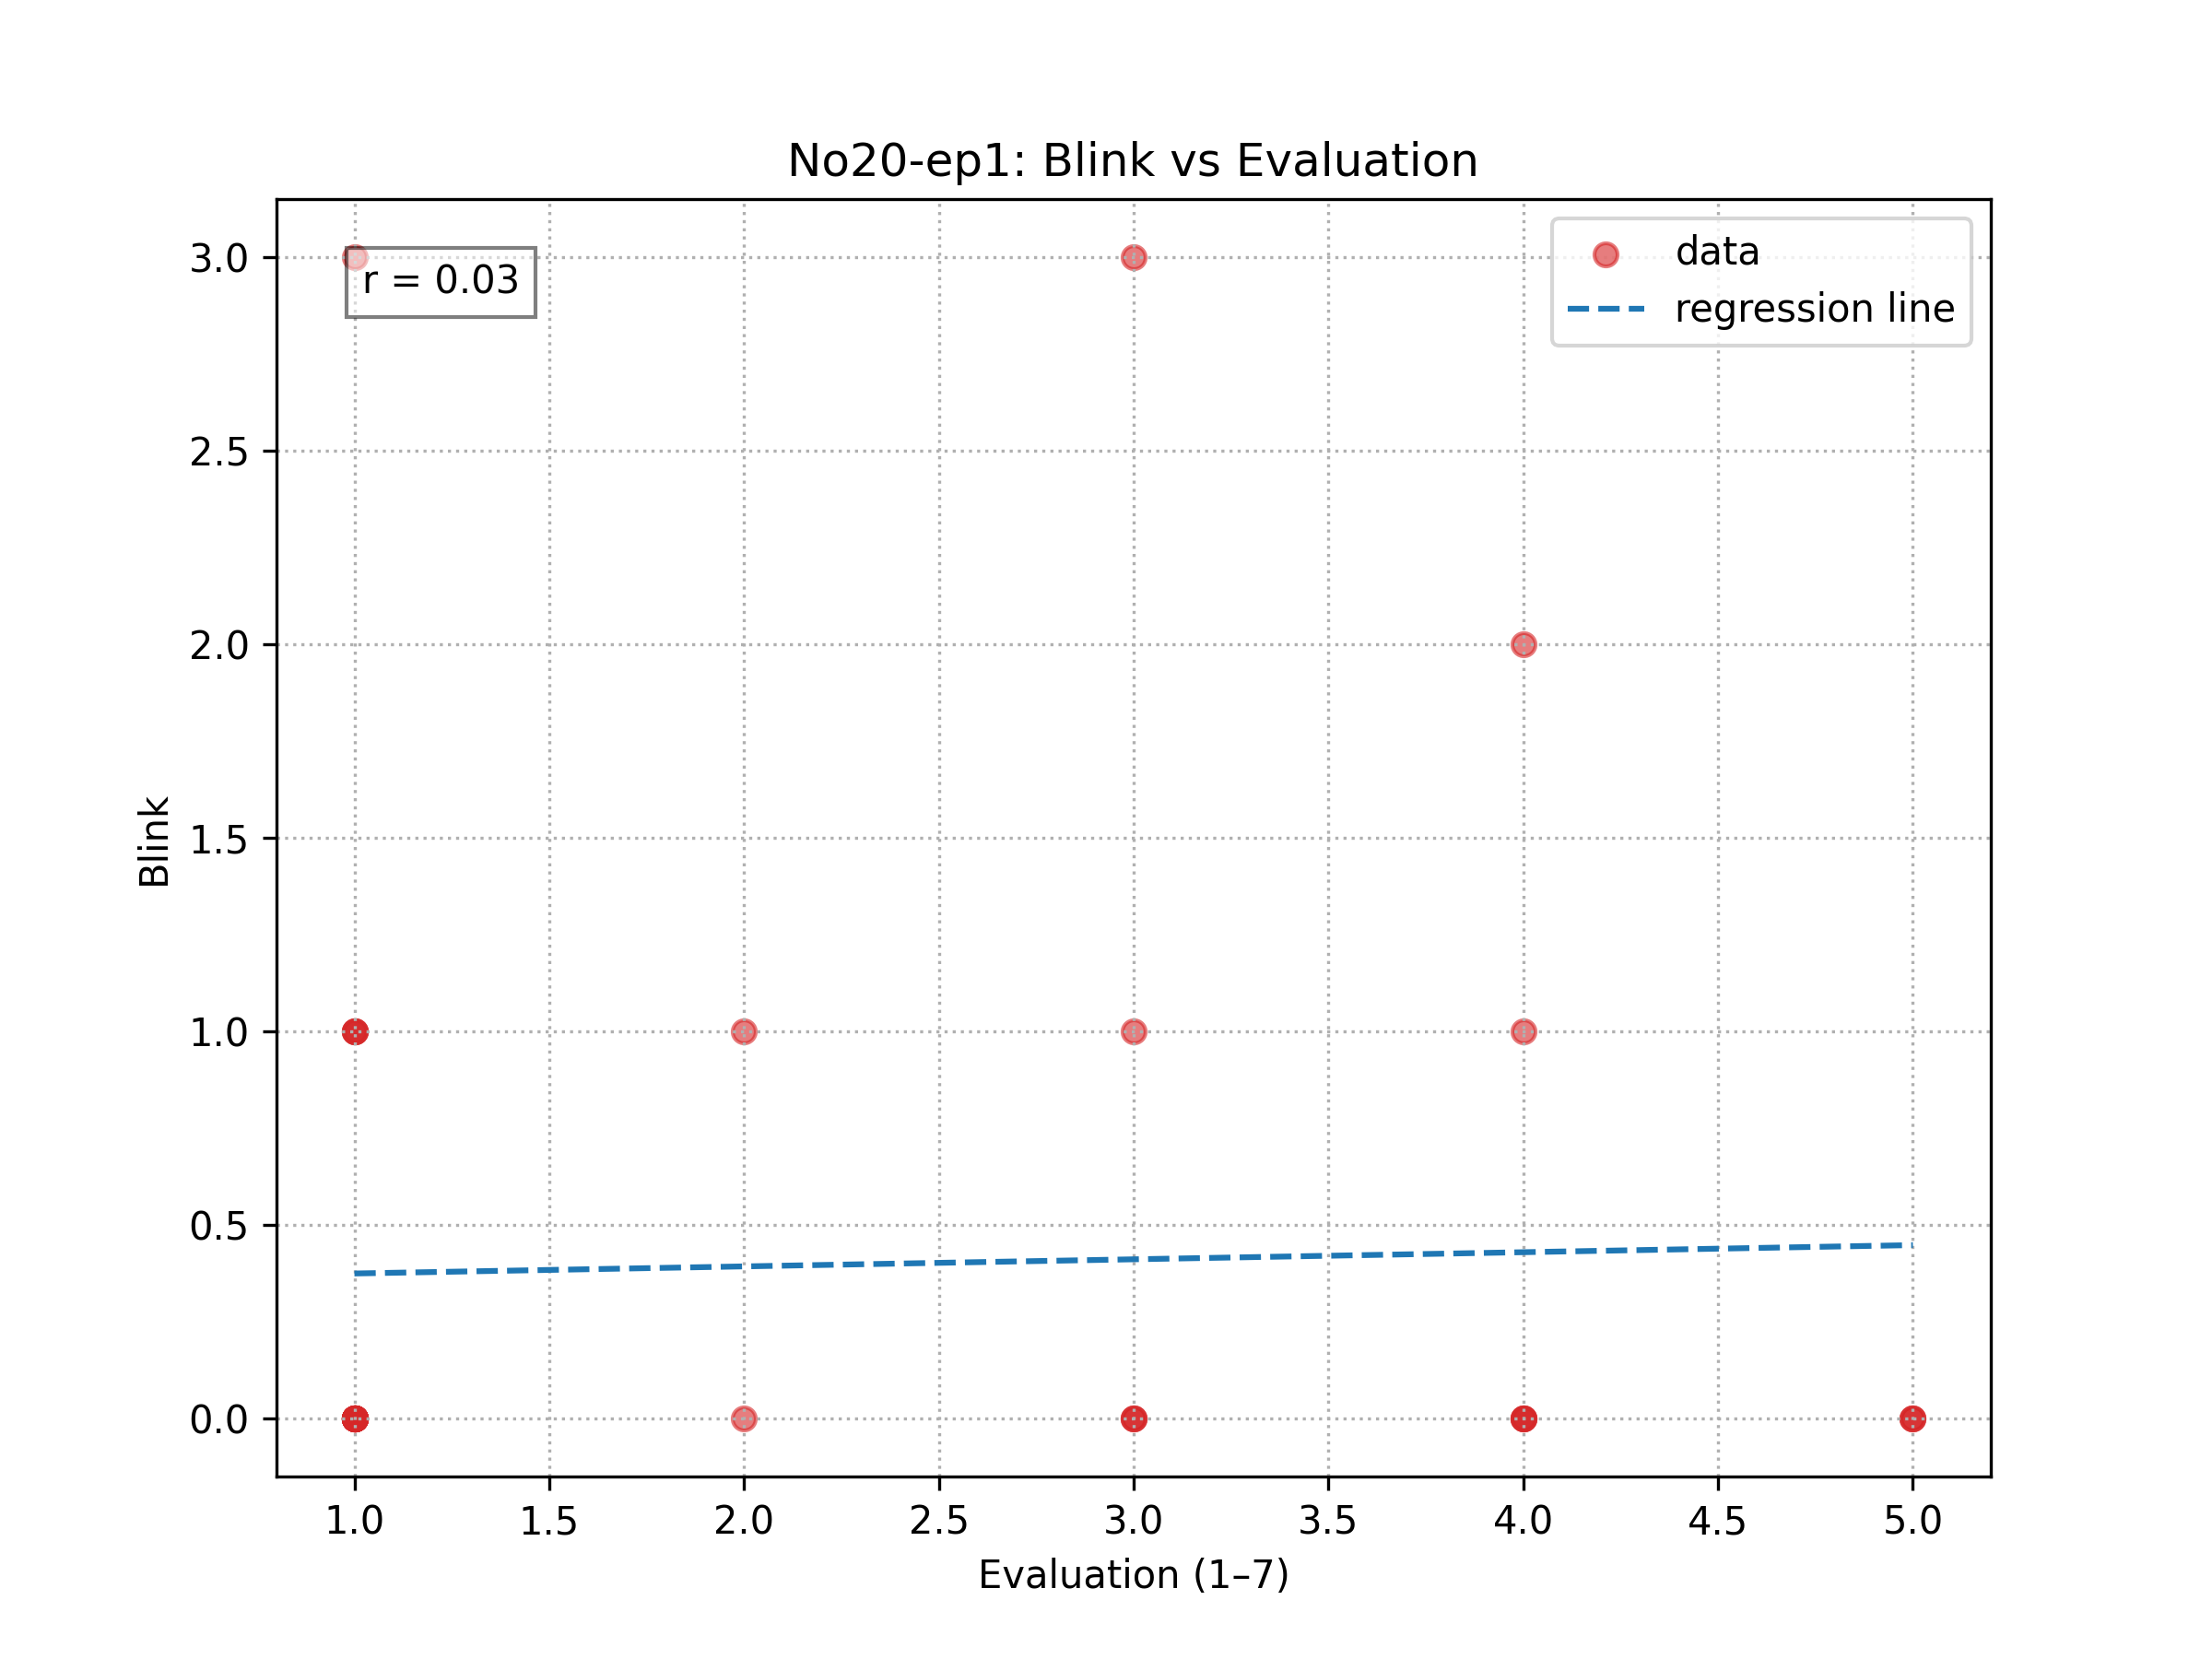 No20-ep1: Blink vs Evaluation
r = 0.03
data
regression line
Blink
3.0
2.5
2.0
1.5
1.0
0.5
0.0
1.0 1.5 2.0 2.5 3.0 3.5 4.0 4.5 5.0
Evaluation (1–7)